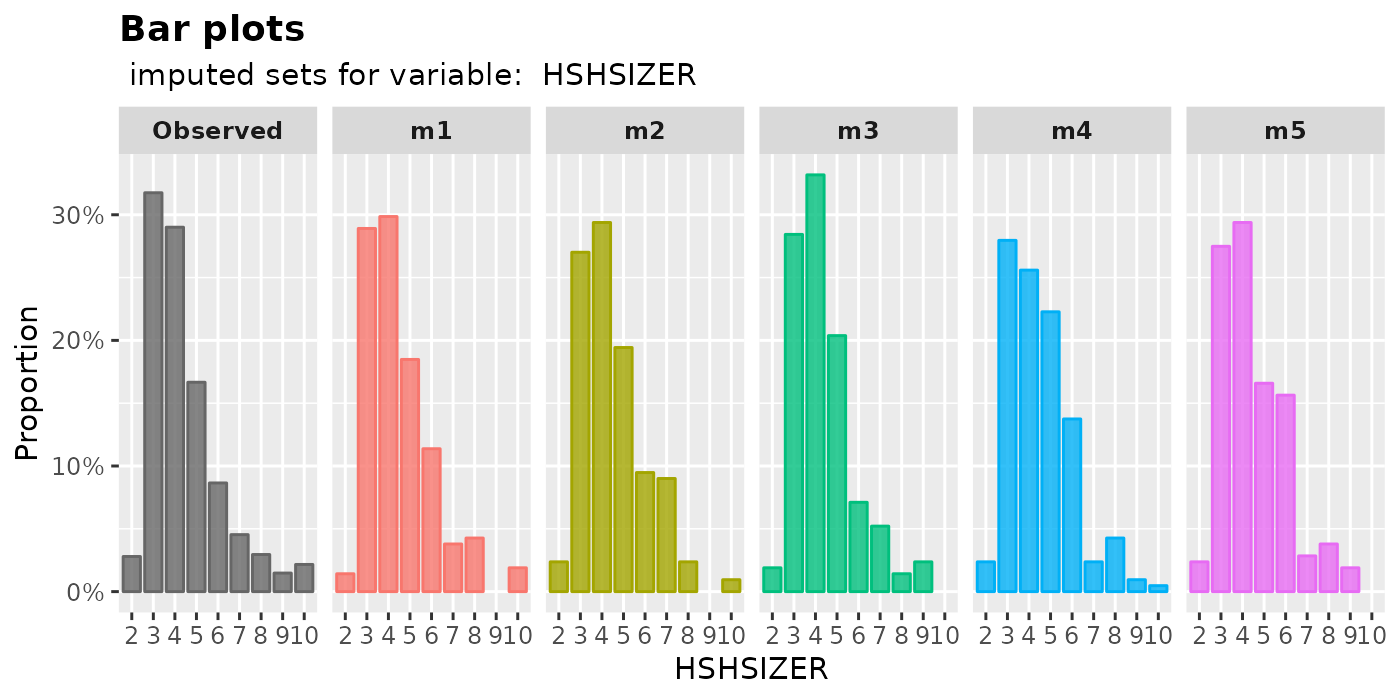 Bar plots
imputed sets for variable:  HSHSIZER
Observed m1 m2 m3 m4 m5
30%
20%
10%
0%
Proportion
2 3 4 5 6 7 8 9 10 2 3 4 5 6 7 8 9 10 2 3 4 5 6 7 8 9 10 2 3 4 5 6 7 8 9 10 2 3 4 5 6 7 8 9 10 2 3 4 5 6 7 8 9 10
HSHSIZER